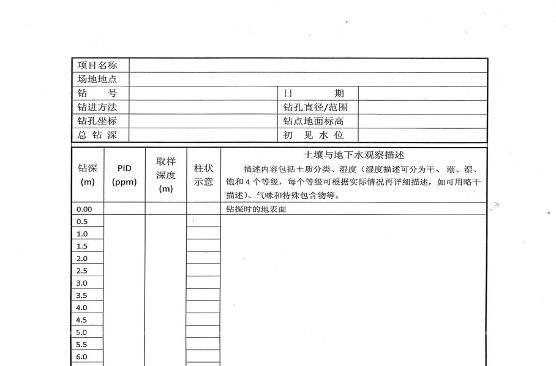 项目名称
场地地点
钻 号 日 期
钻进方法 钻孔直径/范围
钻孔坐标 钻点地面标高
总 钻 深 初 见 水 位
钻深 (m) PID (ppm) 取样深度 (m) 柱状示意 土壤与地下水观察描述
描述内容包括土质分类、湿度（湿度描述可分为干、潮、湿、
饱和 4 个等级，每个等级可根据实际情况再详细描述，如可用略干
描述）、气味和特殊包含物等。
0.00 钻探时的地表面
0.5
1.0
1.5
2.0
2.5
3.0
3.5
4.0
4.5
5.0
5.5
6.0